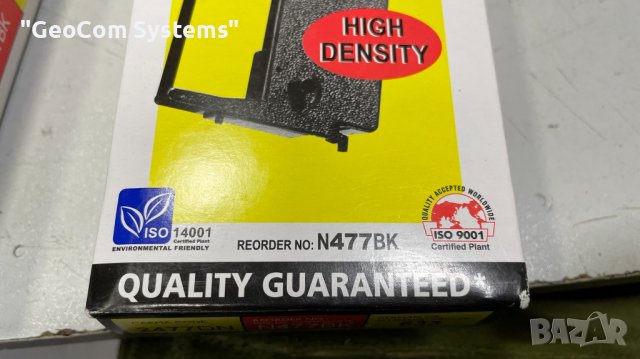 "GeoCom Systems"
HIGH
DENSITY
QUALITY ACCEPTED WORLDWIDE
ISO 14001
Certified Plant
ENVIRONMENTAL FRIENDLY
REORDER NO: N477BK
ISO 9001
Certified Plant
QUALITY GUARANTEED*
bazar